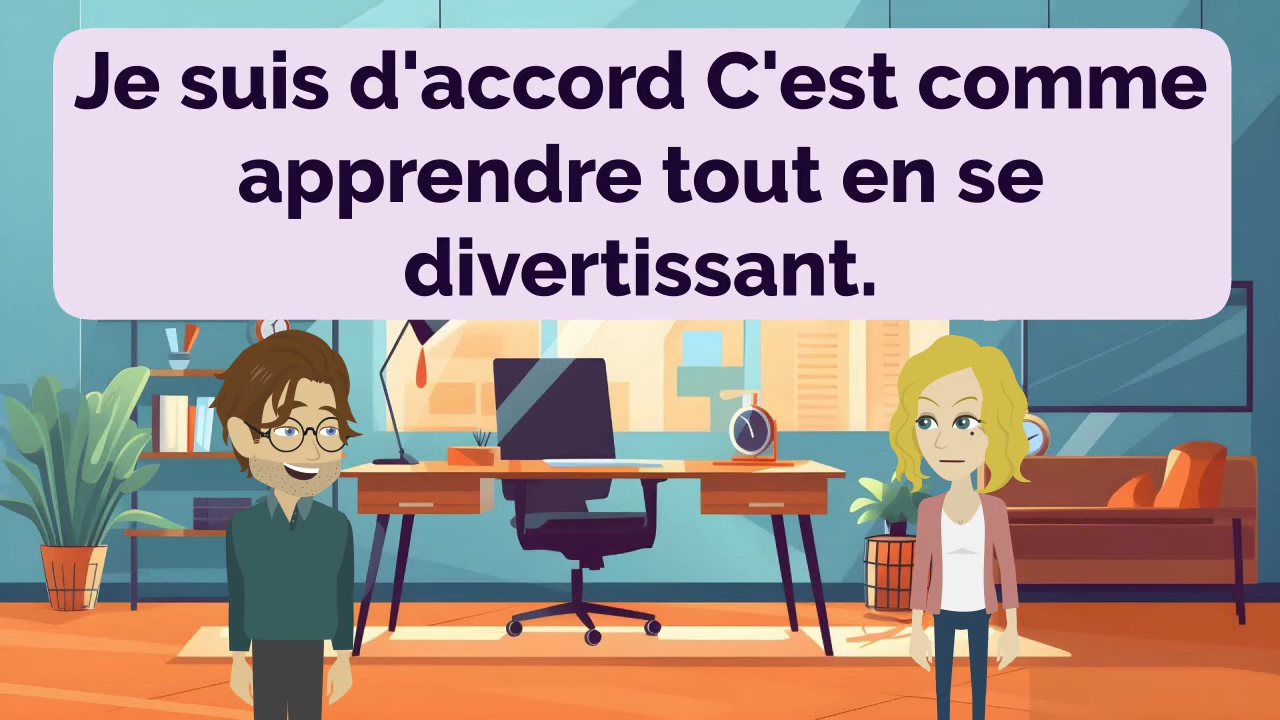 Je suis d'accord C'est comme
apprendre tout en se
divertissant.